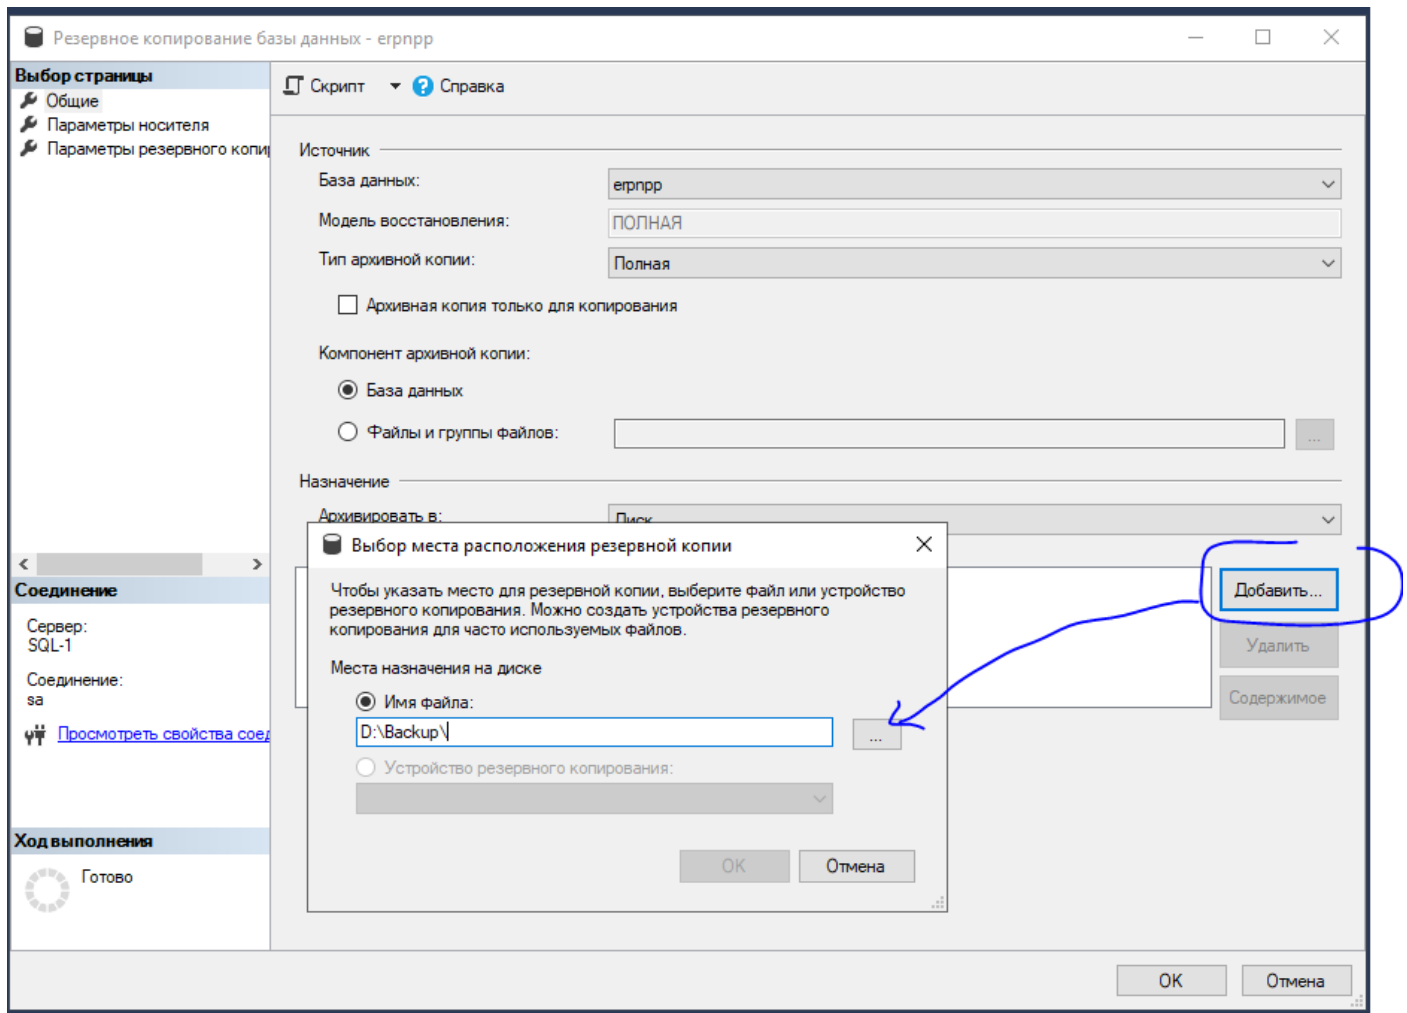 Резервное копирование базы данных - erpnpp
Выбор страницы
Общие
Параметры носителя
Параметры резервного копи
Скрипт
Справка
Источник
База данных:
erpnpp
Модель восстановления:
ПОЛНАЯ
Тип архивной копии:
Полная
Архивная копия только для копирования
Компонент архивной копии:
База данных
Файлы и группы файлов:
...
Назначение
Архивировать в:
Диск
Добавить...
Удалить
Содержимое
Выбор места расположения резервной копии
Чтобы указать место для резервной копии, выберите файл или устройство
резервного копирования. Можно создать устройства резервного
копирования для часто используемых файлов.
Места назначения на диске
Имя файла:
D:\Backup\
...
Устройство резервного копирования:
OK
Отмена
Соединение
Сервер:
SQL-1
Соединение:
sa
Просмотреть свойства соед
Ход выполнения
Готово
OK
Отмена